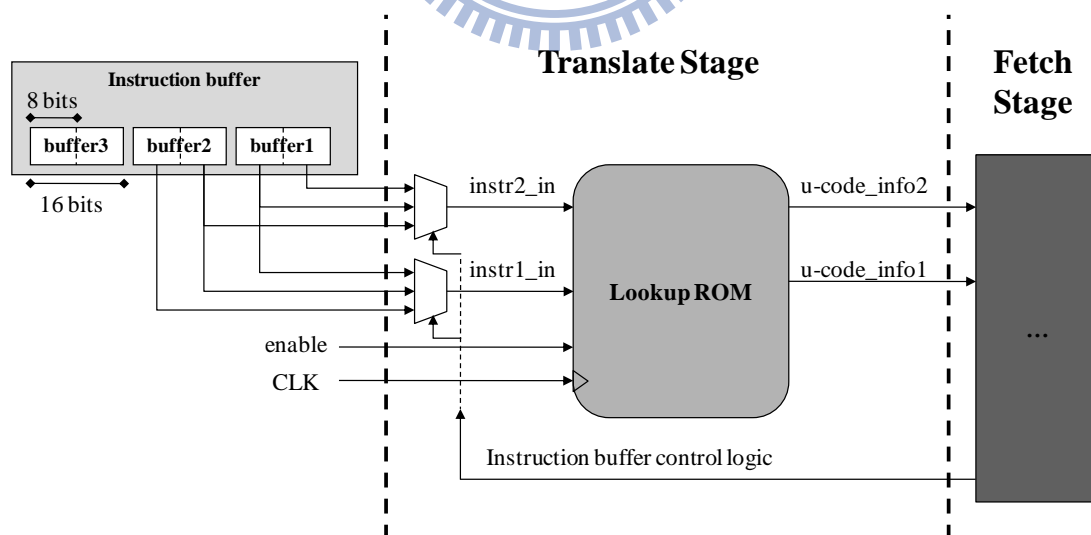 Translate Stage
Fetch
Stage
Instruction buffer
8 bits
buffer3
buffer2
buffer1
16 bits
instr2_in
u-code_info2
instr1_in
u-code_info1
Lookup ROM
...
enable
CLK
Instruction buffer control logic